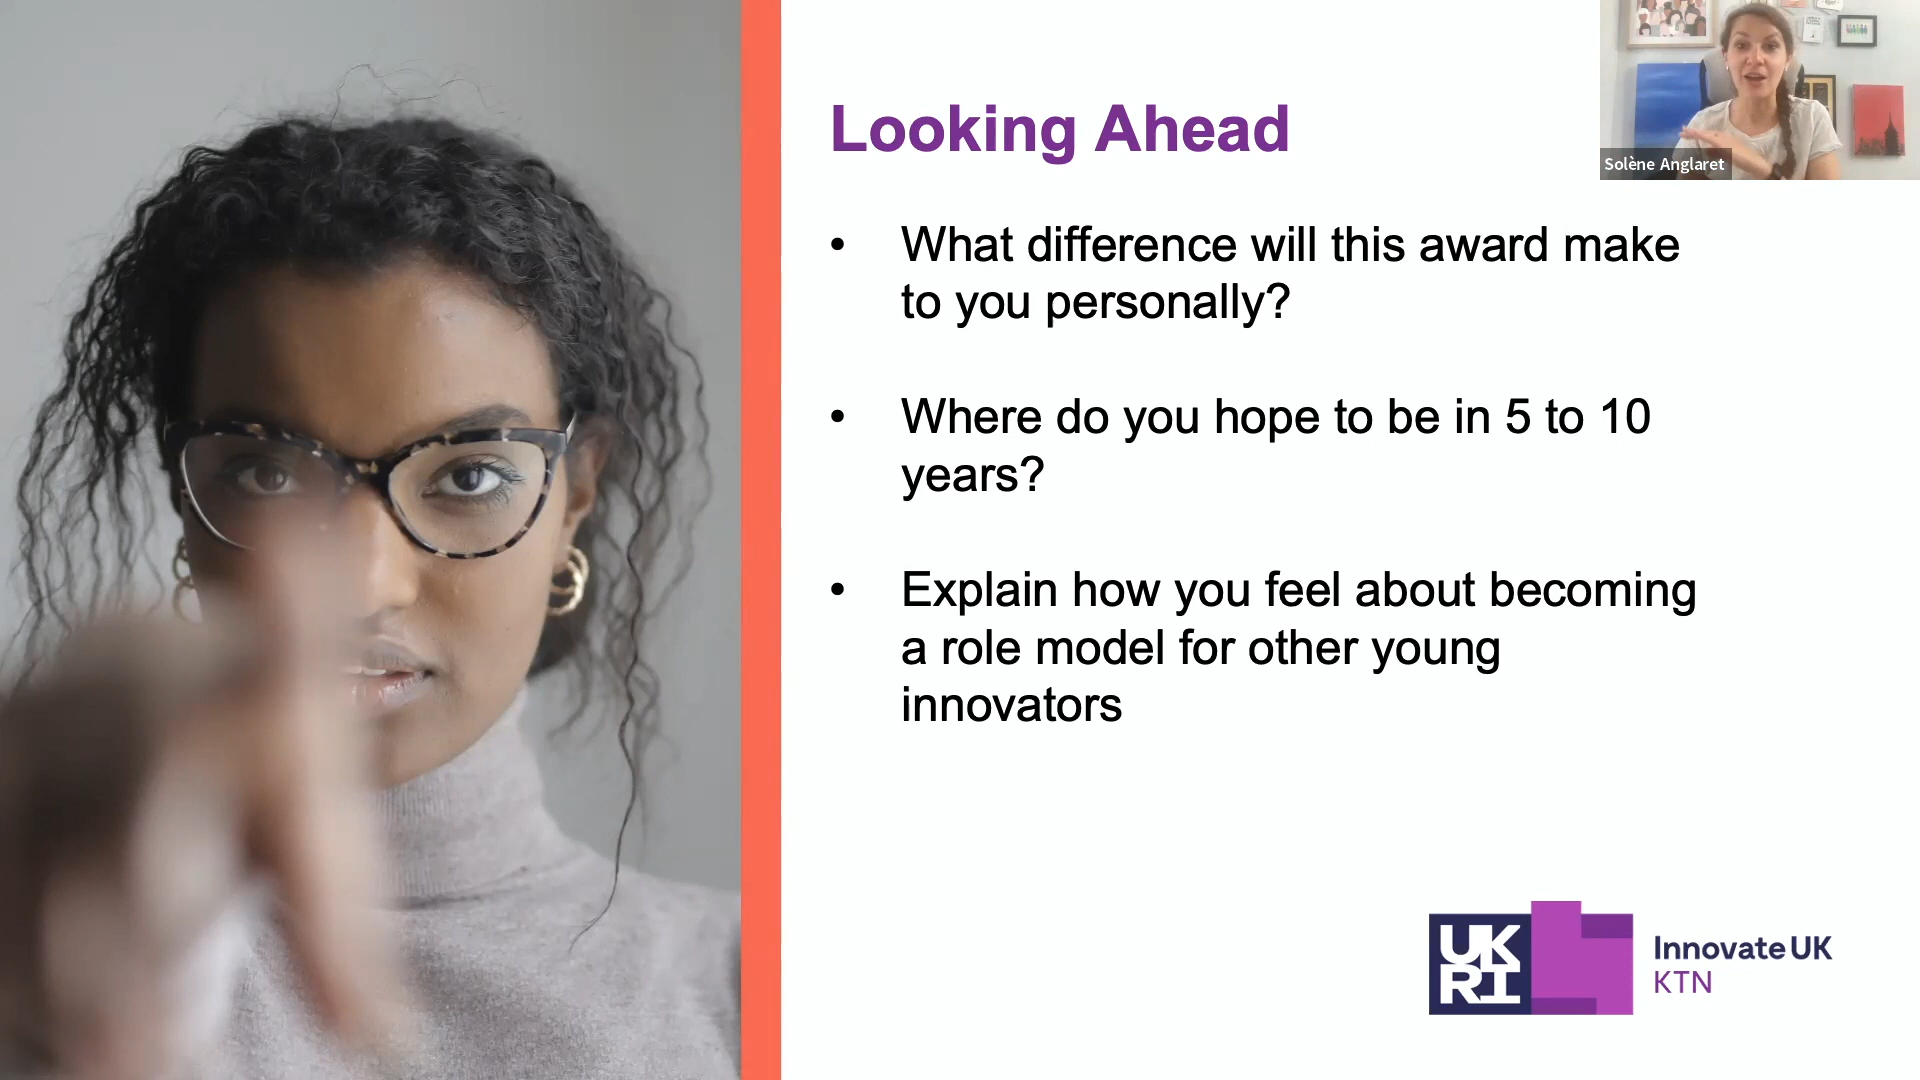 Looking Ahead
Solène Anglaret
• What difference will this award make
to you personally?
• Where do you hope to be in 5 to 10
years?
• Explain how you feel about becoming
a role model for other young
innovators
UK
RI
Innovate UK
KTN